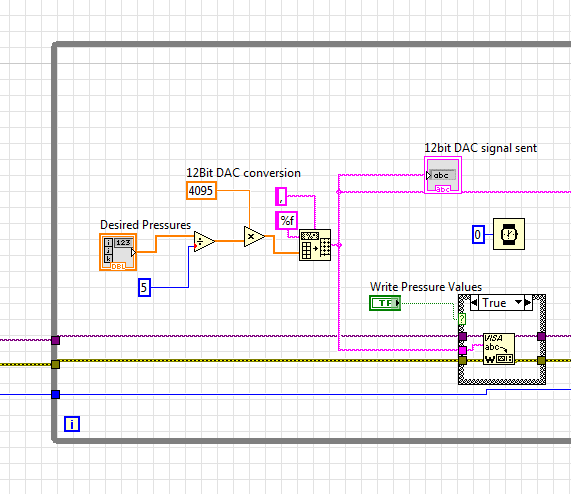 12bit DAC signal sent
abc
abc
12Bit DAC conversion
4095
,
%f
Desired Pressures
i
j
k
123
DBL
÷
×
0
5
Write Pressure Values
TF
True
?
VISA
abc
W
i